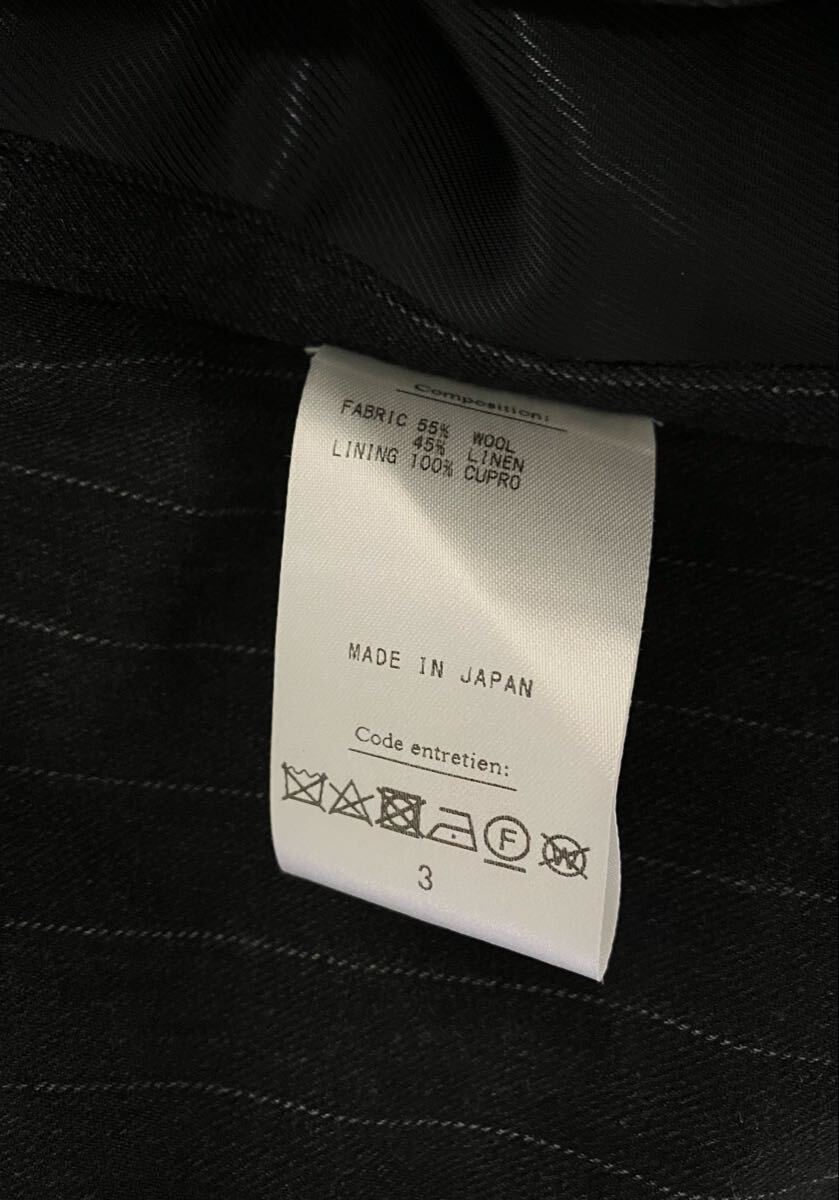 Composition:
FABRIC 55% WOOL
45% LINEN
LINING 100% CUPRO
MADE IN JAPAN
Code entretien:
F W
3